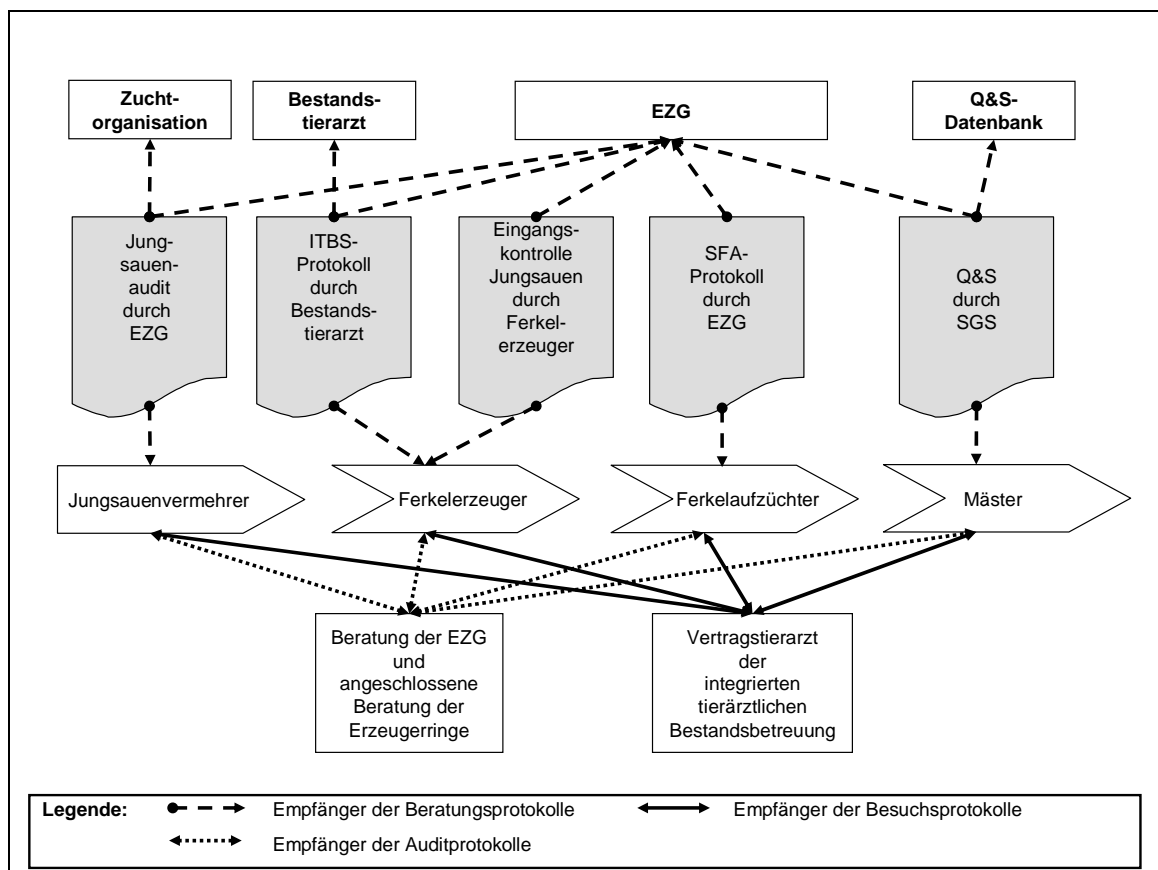 Zucht-
organisation
Bestands-
tierarzt
EZG
Q&S-
Datenbank
Jung-
sauen-
audit
durch
EZG
ITBS-
Protokoll
durch
Bestands-
tierarzt
Eingangs-
kontrolle
Jungsauen
durch
Ferkel-
erzeuger
SFA-
Protokoll
durch
EZG
Q&S
durch
SGS
Jungsauenvermehrer
Ferkelerzeuger
Ferkelaufzüchter
Mäster
Beratung der EZG
und
angeschlossene
Beratung der
Erzeugerringe
Vertragstierarzt
der
integrierten
tierärztlichen
Bestandsbetreuung
Legende:
Empfänger der Beratungsprotokolle
Empfänger der Besuchsprotokolle
Empfänger der Auditprotokolle